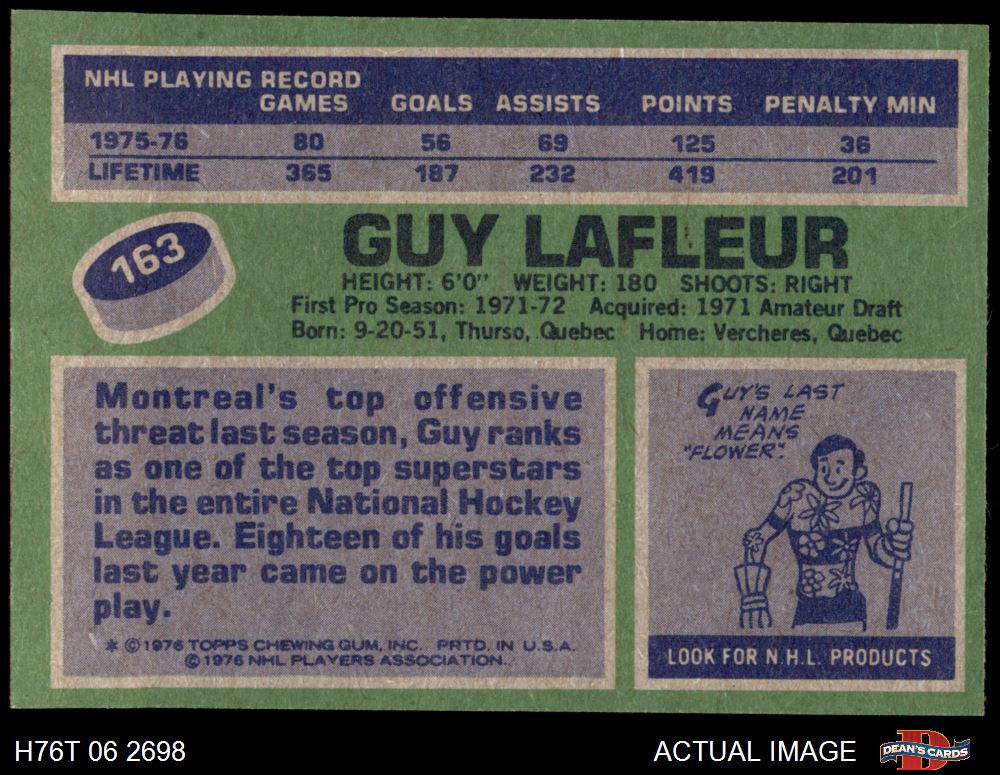 NHL PLAYING RECORD
GAMES GOALS ASSISTS POINTS PENALTY MIN
1975-76 80 56 69 125 36
LIFETIME 365 187 232 419 201
163
GUY LAFLEUR
HEIGHT: 6'0" WEIGHT: 180 SHOOTS: RIGHT
First Pro Season: 1971-72 Acquired: 1971 Amateur Draft
Born: 9-20-51, Thurso, Quebec Home: Vercheres, Quebec
Montreal's top offensive
threat last season, Guy ranks
as one of the top superstars
in the entire National Hockey
League. Eighteen of his goals
last year came on the power
play.
* ©1976 TOPPS CHEWING GUM, INC. PRTD. IN U.S.A.
©1976 NHL PLAYERS ASSOCIATION.
GUY'S LAST
NAME
MEANS
"FLOWER".
LOOK FOR N.H.L. PRODUCTS
H76T 06 2698
ACTUAL IMAGE
D
DEAN'S CARDS